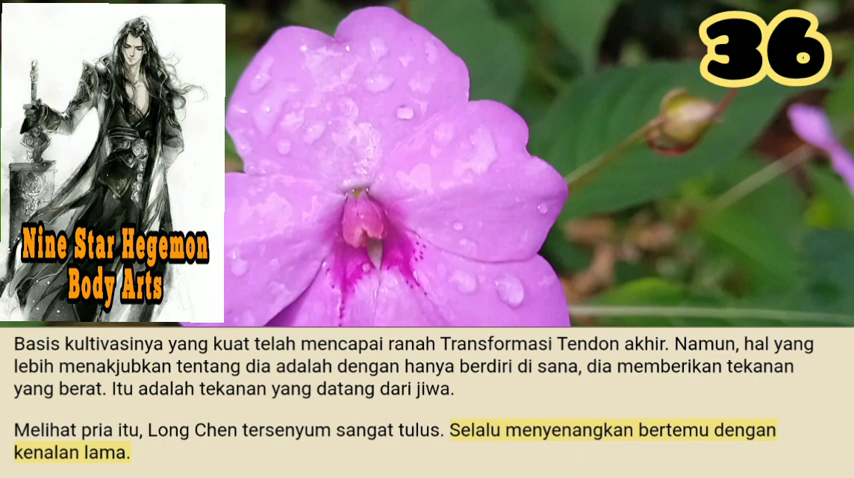 36
Nine Star Hegemon
Body Arts
Basis kultivasinya yang kuat telah mencapai ranah Transformasi Tendon akhir. Namun, hal yang
lebih menakjubkan tentang dia adalah dengan hanya berdiri di sana, dia memberikan tekanan
yang berat. Itu adalah tekanan yang datang dari jiwa.
Melihat pria itu, Long Chen tersenyum sangat tulus. Selalu menyenangkan bertemu dengan
kenalan lama.